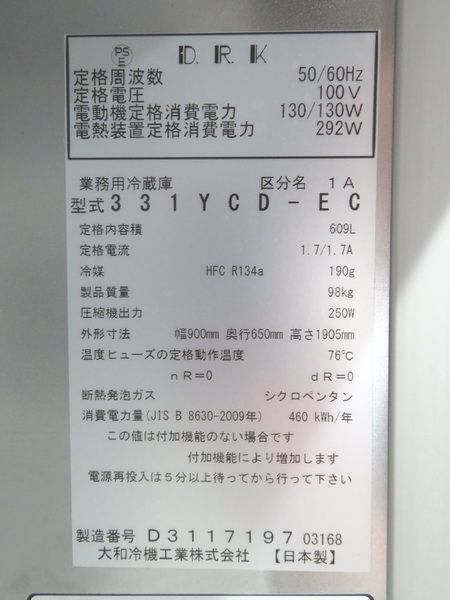 PS
E
D.R.K
定格周波数 50/60Hz
定格電圧 100V
電動機定格消費電力 130/130W
電熱装置定格消費電力 292W
業務用冷蔵庫 区分名 1A
型式 331YCD-EC
定格内容積 609L
定格電流 1.7/1.7A
冷媒 HFC R134a 190g
製品質量 98kg
圧縮機出力 250W
外形寸法 幅900mm 奥行650mm 高さ1905mm
温度ヒューズの定格動作温度 76℃
nR=0 dR=0
断熱発泡ガス シクロペンタン
消費電力量(JIS B 8630-2009年) 460 kWh/年
この値は付加機能のない場合です
付加機能により増加します
電源再投入は5分以上待ってから行って下さい
製造番号 D3117197 03168
大和冷機工業株式会社 【日本製】